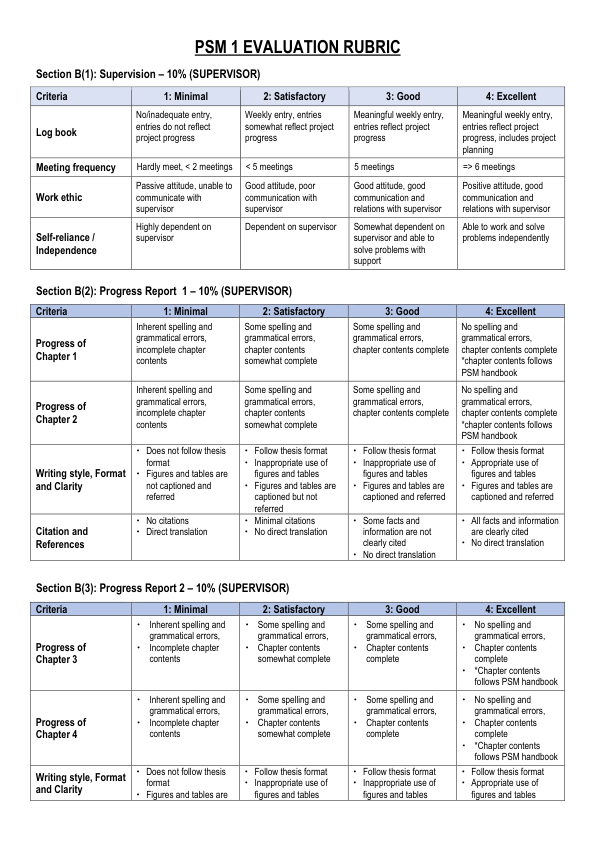 PSM 1 EVALUATION RUBRIC
Section B(1): Supervision – 10% (SUPERVISOR)
Criteria 1: Minimal 2: Satisfactory 3: Good 4: Excellent
Log book
No/inadequate entry,
entries do not reflect
project progress
Weekly entry, entries
somewhat reflect project
progress
Meaningful weekly entry,
entries reflect project
progress
Meaningful weekly entry,
entries reflect project
progress, includes project
planning
Meeting frequency
Hardly meet, < 2 meetings
< 5 meetings
5 meetings
=> 6 meetings
Work ethic
Passive attitude, unable to
communicate with
supervisor
Good attitude, poor
communication with
supervisor
Good attitude, good
communication and
relations with supervisor
Positive attitude, good
communication and
relations with supervisor
Self-reliance /
Independence
Highly dependent on
supervisor
Dependent on supervisor
Somewhat dependent on
supervisor and able to
solve problems with
support
Able to work and solve
problems independently
Section B(2): Progress Report 1 – 10% (SUPERVISOR)
Criteria 1: Minimal 2: Satisfactory 3: Good 4: Excellent
Progress of
Chapter 1
Inherent spelling and
grammatical errors,
incomplete chapter
contents
Some spelling and
grammatical errors,
chapter contents
somewhat complete
Some spelling and
grammatical errors,
chapter contents complete
No spelling and
grammatical errors,
chapter contents complete
*chapter contents follows
PSM handbook
Progress of
Chapter 2
Inherent spelling and
grammatical errors,
incomplete chapter
contents
Some spelling and
grammatical errors,
chapter contents
somewhat complete
Some spelling and
grammatical errors,
chapter contents complete
No spelling and
grammatical errors,
chapter contents complete
*chapter contents follows
PSM handbook
Writing style, Format
and Clarity
• Does not follow thesis
format
• Figures and tables are
not captioned and
referred
• Follow thesis format
• Inappropriate use of
figures and tables
• Figures and tables are
captioned but not
referred
• Follow thesis format
• Inappropriate use of
figures and tables
• Figures and tables are
captioned and referred
• Follow thesis format
• Appropriate use of
figures and tables
• Figures and tables are
captioned and referred
Citation and
References
• No citations
• Direct translation
• Minimal citations
• No direct translation
• Some facts and
information are not
clearly cited
• No direct translation
• All facts and information
are clearly cited
• No direct translation
Section B(3): Progress Report 2 – 10% (SUPERVISOR)
Criteria 1: Minimal 2: Satisfactory 3: Good 4: Excellent
Progress of
Chapter 3
• Inherent spelling and
grammatical errors,
• Incomplete chapter
contents
• Some spelling and
grammatical errors,
• Chapter contents
somewhat complete
• Some spelling and
grammatical errors,
• Chapter contents
complete
• No spelling and
grammatical errors,
• Chapter contents
complete
• *Chapter contents
follows PSM handbook
Progress of
Chapter 4
• Inherent spelling and
grammatical errors,
• Incomplete chapter
contents
• Some spelling and
grammatical errors,
• Chapter contents
somewhat complete
• Some spelling and
grammatical errors,
• Chapter contents
complete
• No spelling and
grammatical errors,
• Chapter contents
complete
• *Chapter contents
follows PSM handbook
Writing style, Format
and Clarity
• Does not follow thesis
format
• Figures and tables are
• Follow thesis format
• Inappropriate use of
figures and tables
• Follow thesis format
• Inappropriate use of
figures and tables
• Follow thesis format
• Appropriate use of
figures and tables